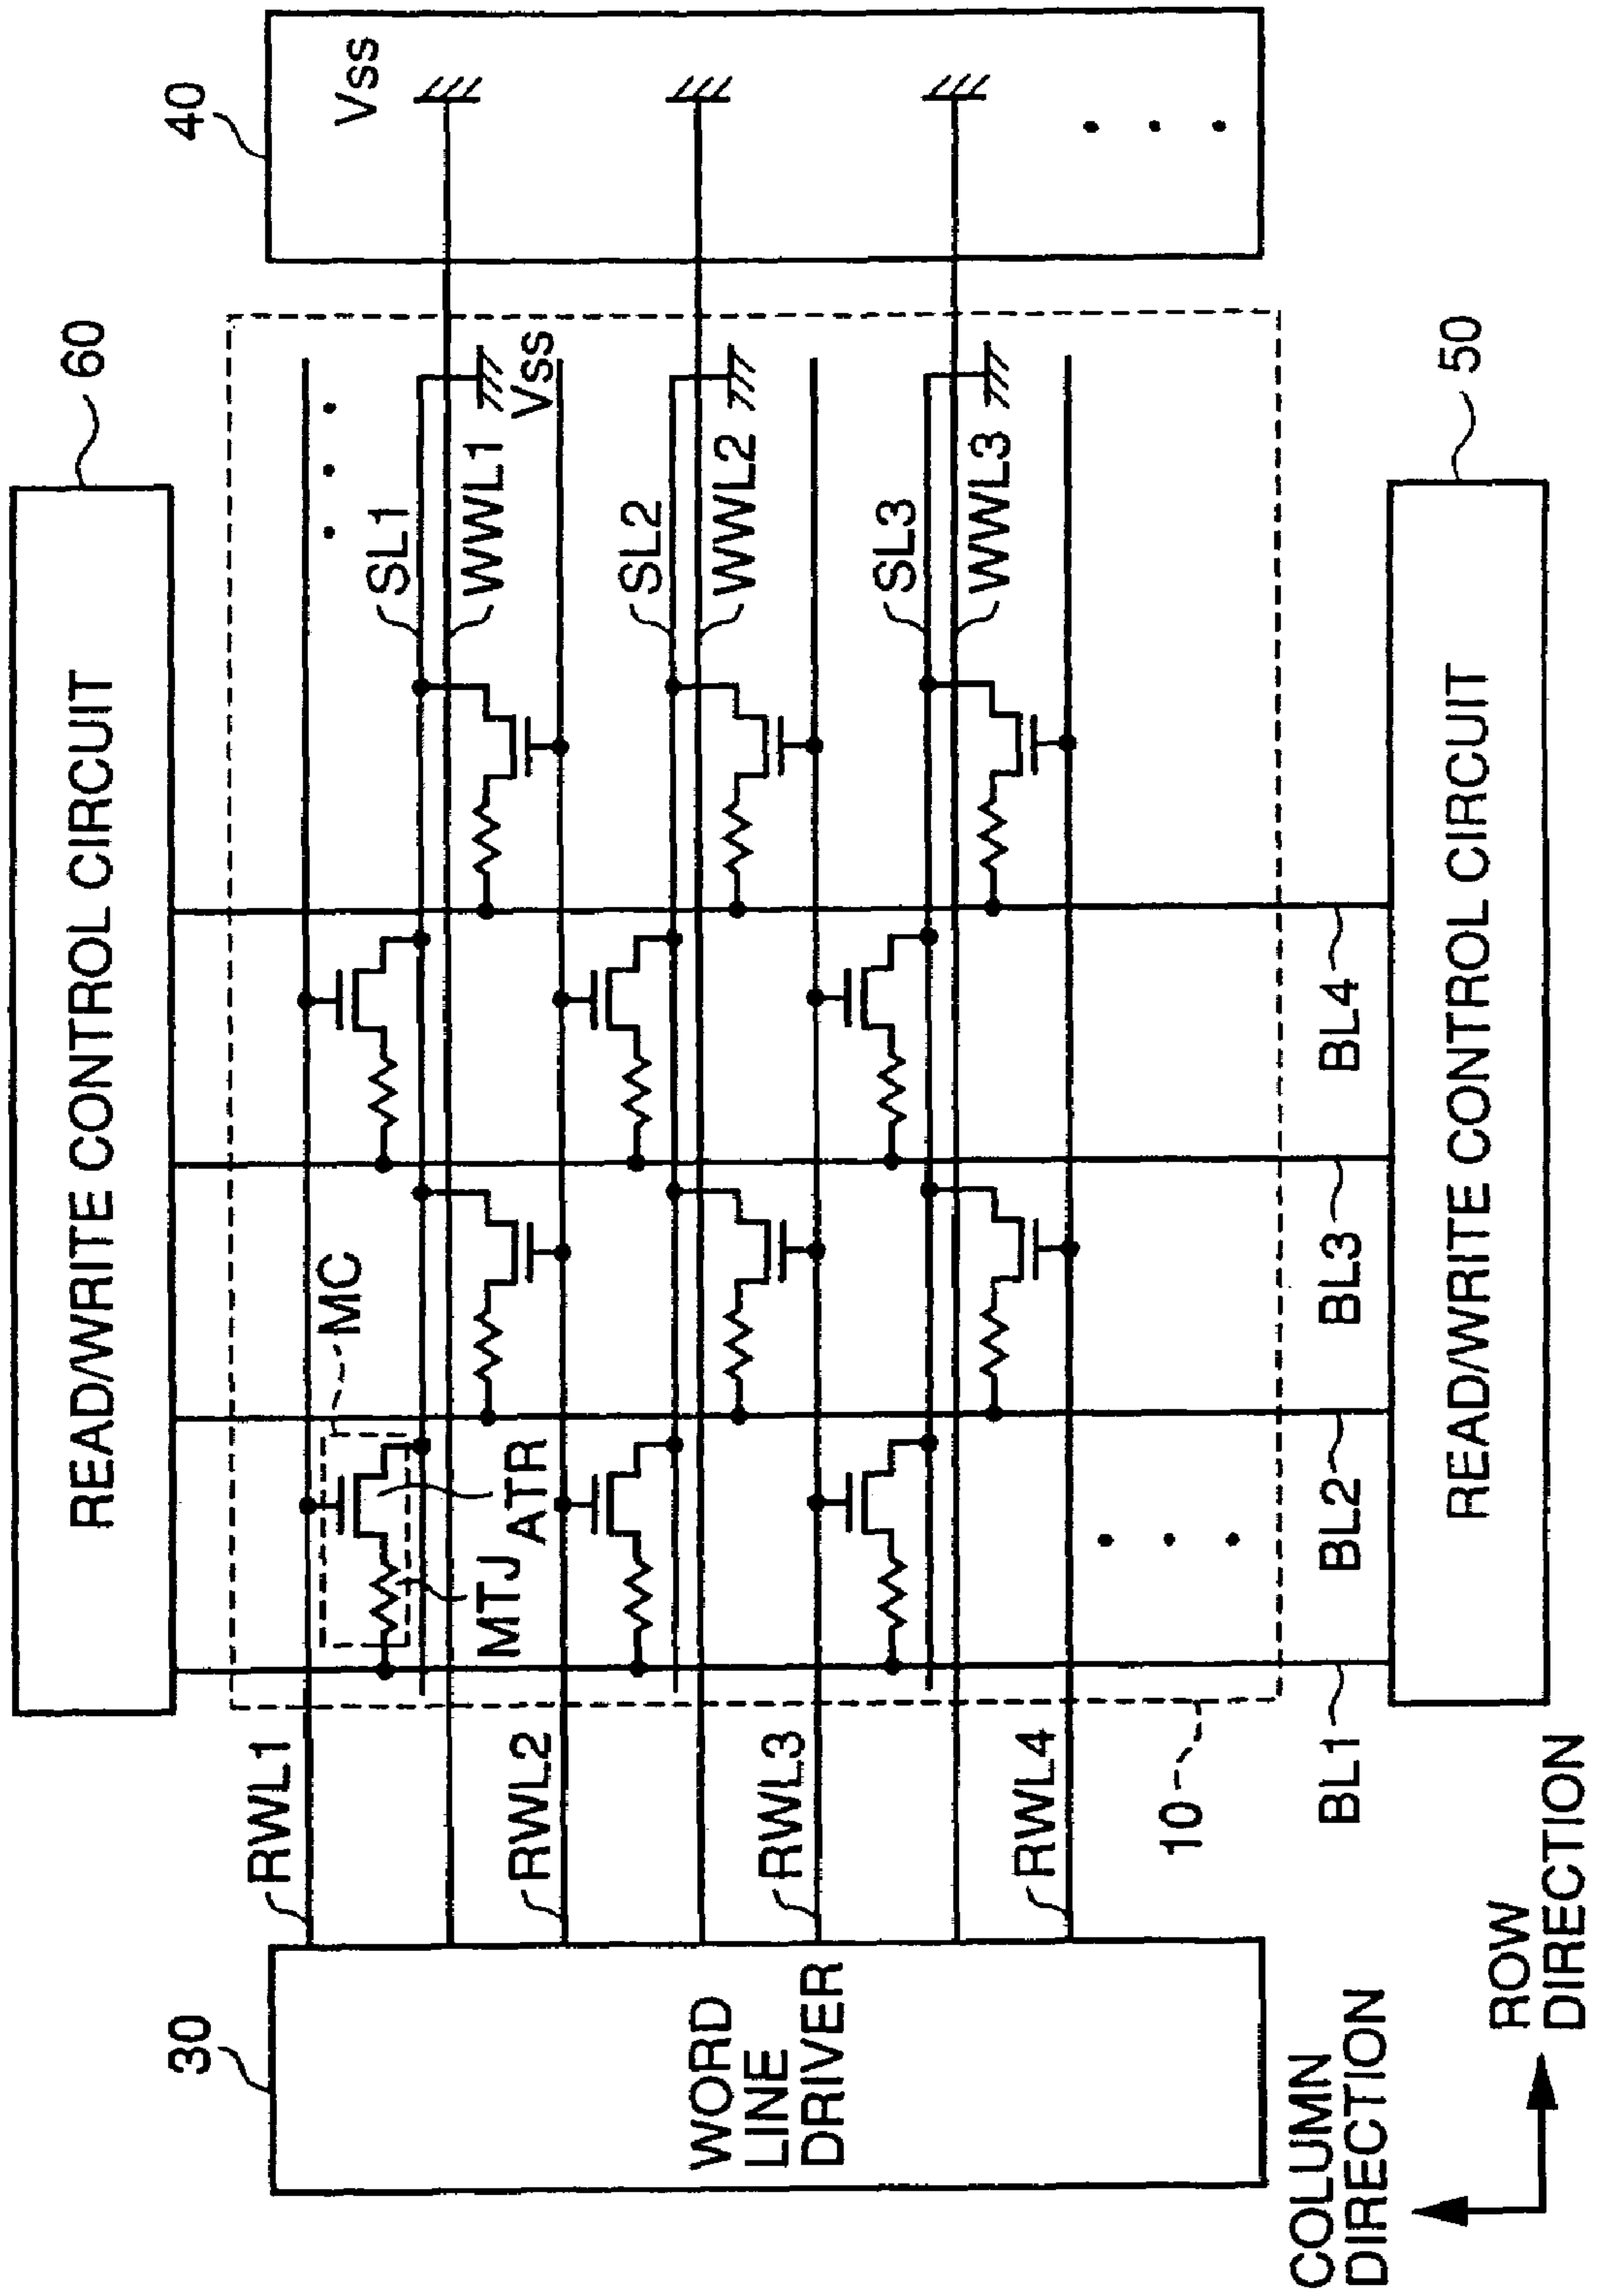 60
READ/WRITE CONTROL CIRCUIT
40
Vss
30
WORD
LINE
DRIVER
RWL1
RWL2
RWL3
RWL4
MC
MTJ
ATR
SL1
WWL1
Vss
SL2
WWL2
SL3
WWL3
10
BL1
BL2
BL3
BL4
50
READ/WRITE CONTROL CIRCUIT
COLUMN
DIRECTION
ROW
DIRECTION